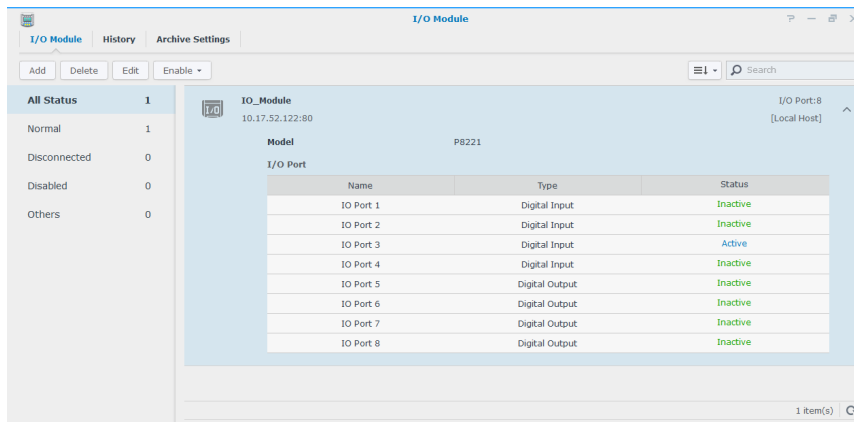 I/O Module
I/O Module History Archive Settings
Add Delete Edit Enable Search
All Status 1
Normal 1
Disconnected 0
Disabled 0
Others 0
I/O
IO_Module I/O Port:8
10.17.52.122:80 [Local Host]
Model P8221
I/O Port
Name Type Status
IO Port 1 Digital Input Inactive
IO Port 2 Digital Input Inactive
IO Port 3 Digital Input Active
IO Port 4 Digital Input Inactive
IO Port 5 Digital Output Inactive
IO Port 6 Digital Output Inactive
IO Port 7 Digital Output Inactive
IO Port 8 Digital Output Inactive
1 item(s)